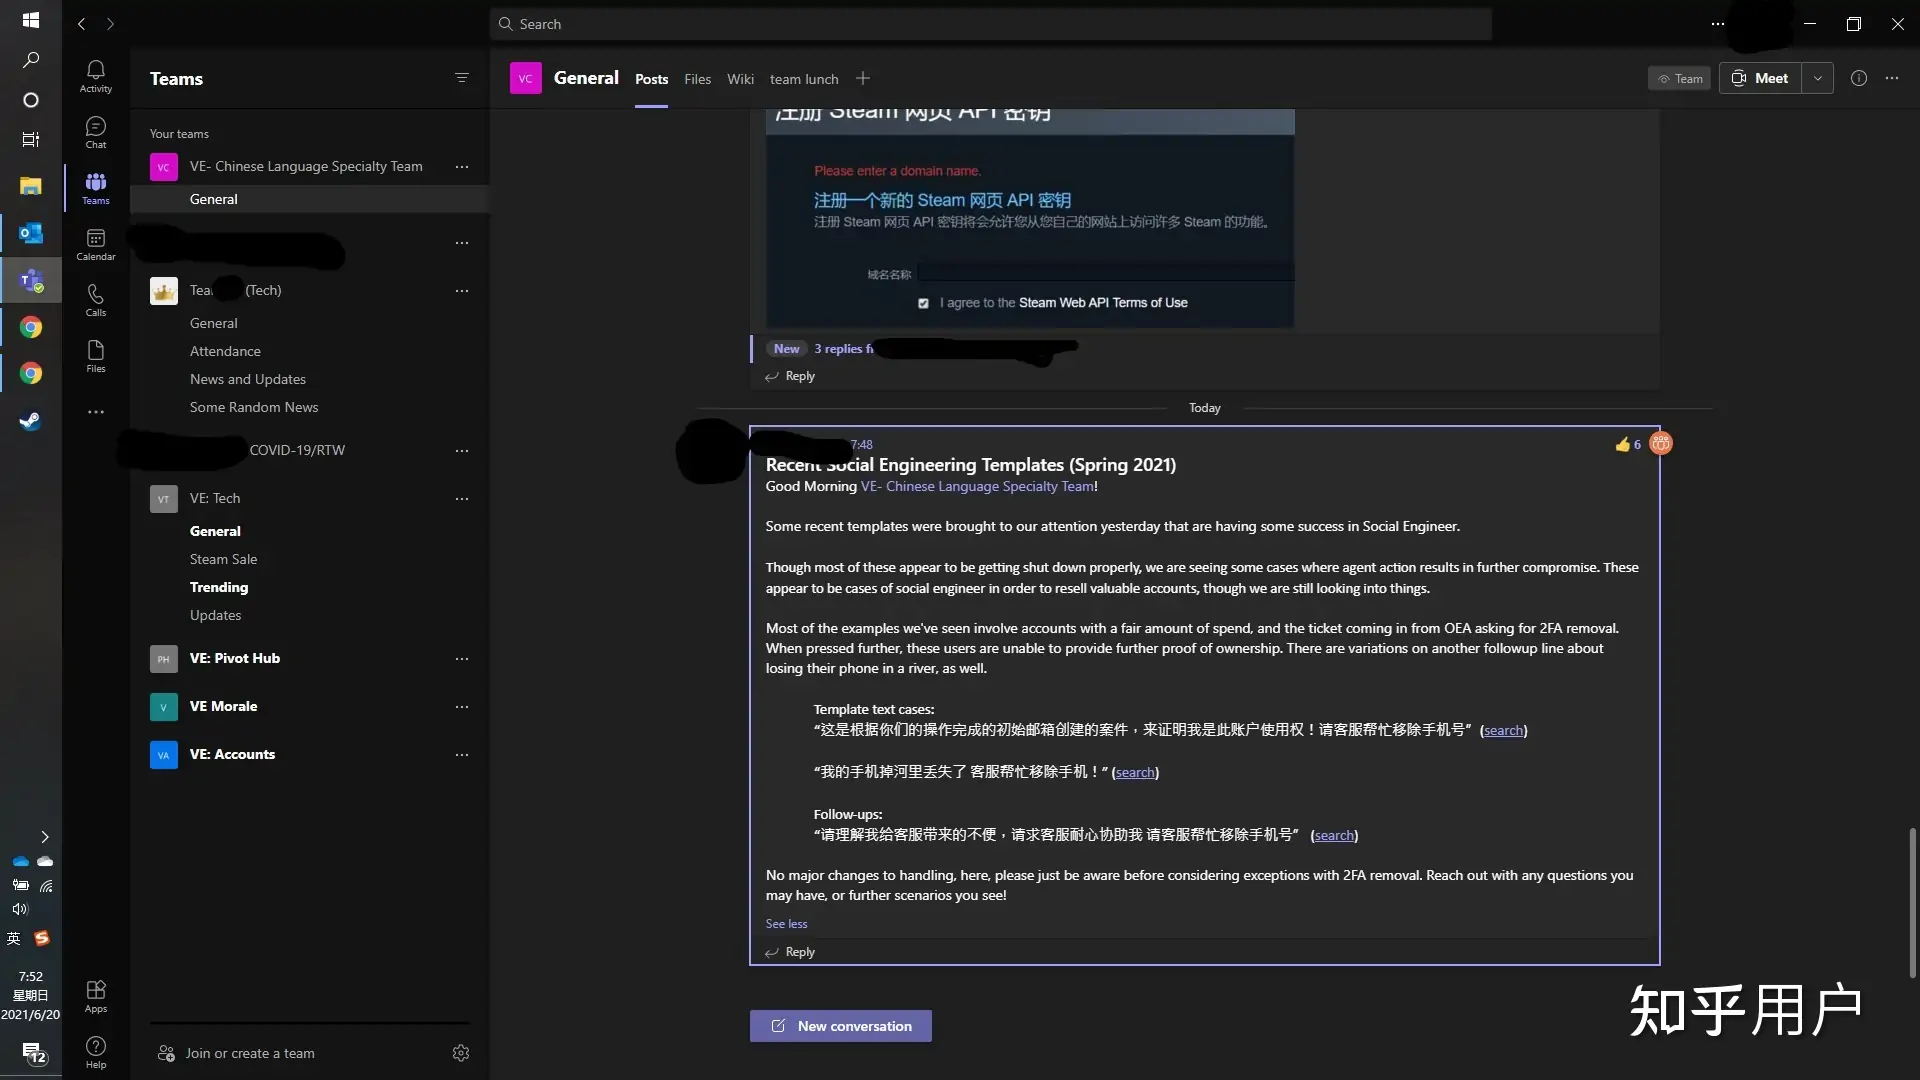 Search
Activity
Chat
Teams
Calendar
Calls
Files
Apps
Help
7:52
星期日
2021/6/20
英
12
Teams
Your teams
VC
VE- Chinese Language Specialty Team
General
(Tech)
General
Attendance
News and Updates
Some Random News
COVID-19/RTW
VT
VE: Tech
General
Steam Sale
Trending
Updates
PH
VE: Pivot Hub
V
VE Morale
VA
VE: Accounts
Join or create a team
VC
General
Posts
Files
Wiki
team lunch
Team
Meet
注册 Steam 网页 API 密钥
Please enter a domain name.
注册一个新的 Steam 网页 API 密钥
注册 Steam 网页 API 密钥将会允许您从您自己的网站上访问许多 Steam 的功能。
域名名称
I agree to the Steam Web API Terms of Use
New
3 replies
Reply
Today
7:48
6
Recent Social Engineering Templates (Spring 2021)
Good Morning VE- Chinese Language Specialty Team!
Some recent templates were brought to our attention yesterday that are having some success in Social Engineer.
Though most of these appear to be getting shut down properly, we are seeing some cases where agent action results in further compromise. These
appear to be cases of social engineer in order to resell valuable accounts, though we are still looking into things.
Most of the examples we've seen involve accounts with a fair amount of spend, and the ticket coming in from OEA asking for 2FA removal.
When pressed further, these users are unable to provide further proof of ownership. There are variations on another followup line about
losing their phone in a river, as well.
Template text cases:
“这是根据你们的操作完成的初始邮箱创建的案件，来证明我是此账户使用权！请客服帮忙移除手机号” (search)
“我的手机掉河里丢失了 客服帮忙移除手机！” (search)
Follow-ups:
“请理解我给客服带来的不便，请求客服耐心协助我 请客服帮忙移除手机号” (search)
No major changes to handling, here, please just be aware before considering exceptions with 2FA removal. Reach out with any questions you
may have, or further scenarios you see!
See less
Reply
New conversation
知乎用户